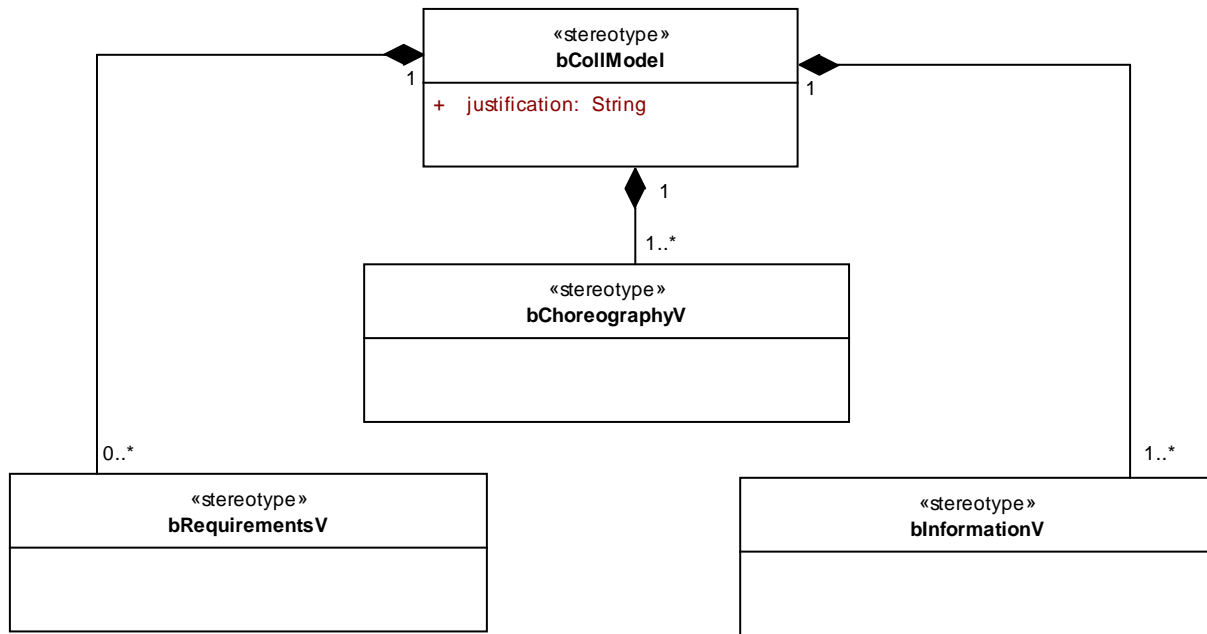 «stereotype»
bCollModel
+ justification: String
1
1
1
1..*
«stereotype»
bChoreographyV
0..*
1..*
«stereotype»
bRequirementsV
«stereotype»
bInformationV